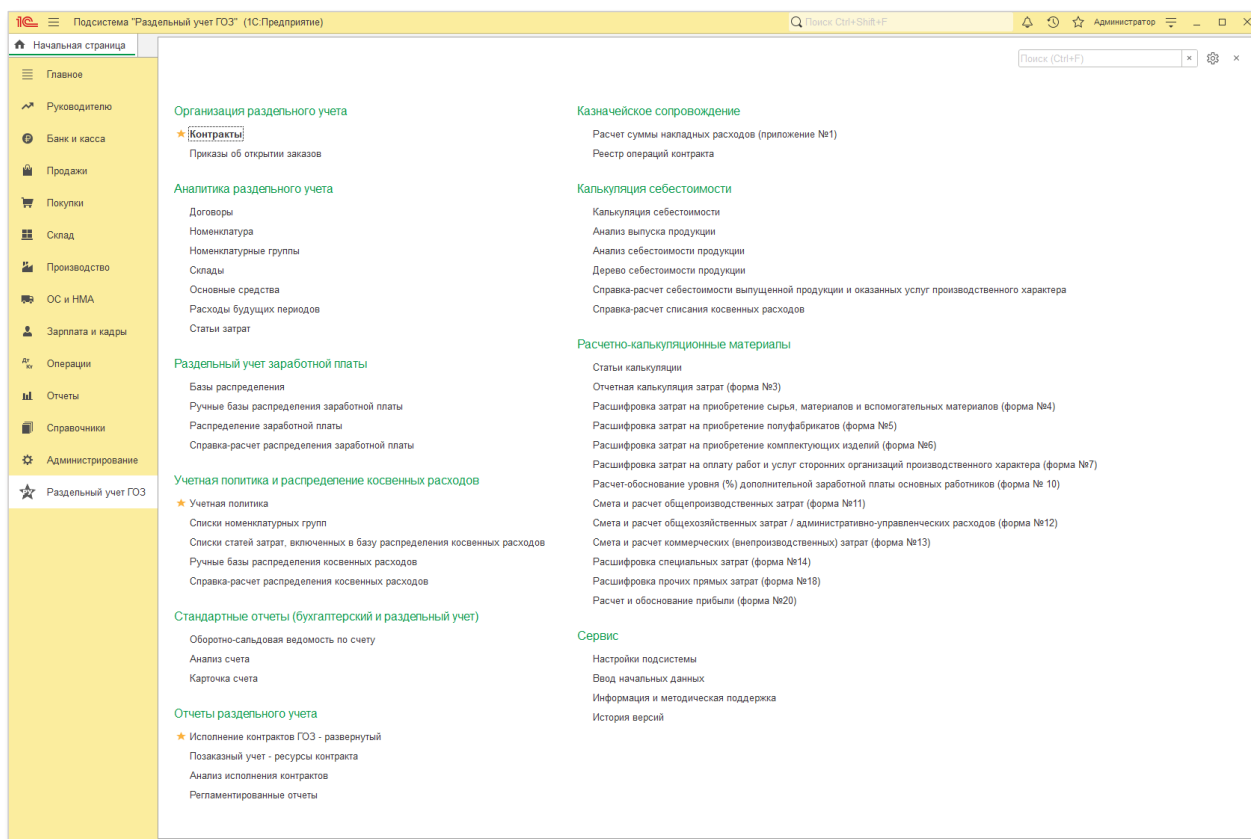 1С Подсистема "Раздельный учет ГОЗ" (1С:Предприятие) Поиск Ctrl+Shift+F Администратор
Начальная страница
Поиск (Ctrl+F)
Главное
Руководителю
Банк и касса
Продажи
Покупки
Склад
Производство
ОС и НМА
Зарплата и кадры
Операции
Отчеты
Справочники
Администрирование
Раздельный учет ГОЗ
Организация раздельного учета
Контракты
Приказы об открытии заказов
Аналитика раздельного учета
Договоры
Номенклатура
Номенклатурные группы
Склады
Основные средства
Расходы будущих периодов
Статьи затрат
Раздельный учет заработной платы
Базы распределения
Ручные базы распределения заработной платы
Распределение заработной платы
Справка-расчет распределения заработной платы
Учетная политика и распределение косвенных расходов
Учетная политика
Списки номенклатурных групп
Списки статей затрат, включенных в базу распределения косвенных расходов
Ручные базы распределения косвенных расходов
Справка-расчет распределения косвенных расходов
Стандартные отчеты (бухгалтерский и раздельный учет)
Оборотно-сальдовая ведомость по счету
Анализ счета
Карточка счета
Отчеты раздельного учета
Исполнение контрактов ГОЗ - развернутый
Позаказный учет - ресурсы контракта
Анализ исполнения контрактов
Регламентированные отчеты
Казначейское сопровождение
Расчет суммы накладных расходов (приложение №1)
Реестр операций контракта
Калькуляция себестоимости
Калькуляция себестоимости
Анализ выпуска продукции
Анализ себестоимости продукции
Дерево себестоимости продукции
Справка-расчет себестоимости выпущенной продукции и оказанных услуг производственного характера
Справка-расчет списания косвенных расходов
Расчетно-калькуляционные материалы
Статьи калькуляции
Отчетная калькуляция затрат (форма №3)
Расшифровка затрат на приобретение сырья, материалов и вспомогательных материалов (форма №4)
Расшифровка затрат на приобретение полуфабрикатов (форма №5)
Расшифровка затрат на приобретение комплектующих изделий (форма №6)
Расшифровка затрат на оплату работ и услуг сторонних организаций производственного характера (форма №7)
Расчет-обоснование уровня (%) дополнительной заработной платы основных работников (форма № 10)
Смета и расчет общепроизводственных затрат (форма №11)
Смета и расчет общехозяйственных затрат / административно-управленческих расходов (форма №12)
Смета и расчет коммерческих (внепроизводственных) затрат (форма №13)
Расшифровка специальных затрат (форма №14)
Расшифровка прочих прямых затрат (форма №18)
Расчет и обоснование прибыли (форма №20)
Сервис
Настройки подсистемы
Ввод начальных данных
Информация и методическая поддержка
История версий